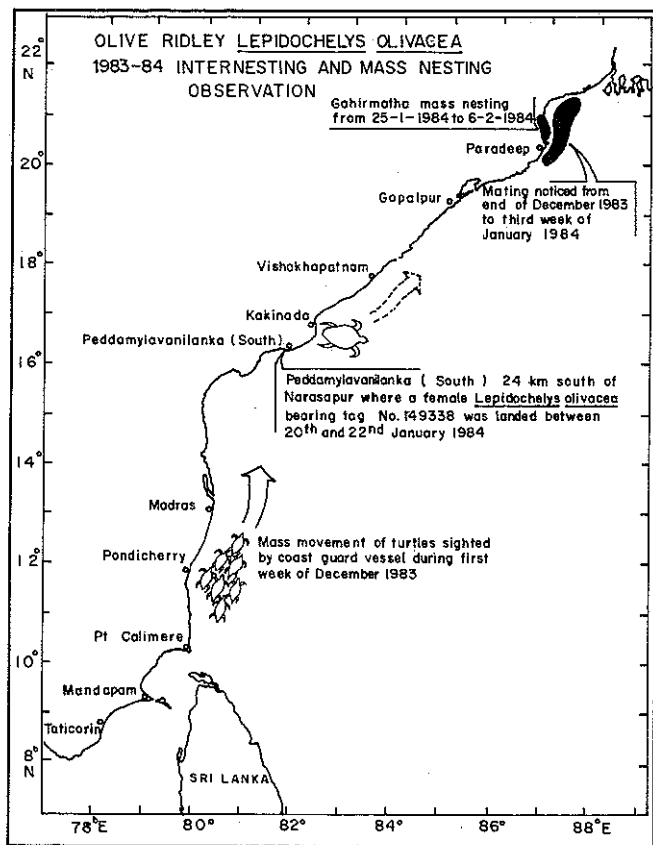 OLIVE RIDLEY LEPIDOCHELYS OLIVACEA
1983-84 INTERNESTING AND MASS NESTING
OBSERVATION
Gahirmatha mass nesting
from 25-1-1984 to 6-2-1984
Paradeep
Mating noticed from
end of December 1983
to third week of
January 1984
Gopalpur
Vishakhapatnam
Kakinada
Peddamylavanilanka (South)
Peddamylavanilanka ( South ) 24 km south of
Narasapur where a female Lepidochelys olivacea
bearing tag No. 149338 was landed between
20th and 22nd January 1984
Madras
Mass movement of turtles sighted
by coast guard vessel during first
week of December 1983
Pondicherry
Pt Calimere
Mandapam
Taticorin
SRI LANKA
22°
N
20°
18°
16°
14°
12°
10°
8°
N
78°E
80°
82°
84°
86°
88°E